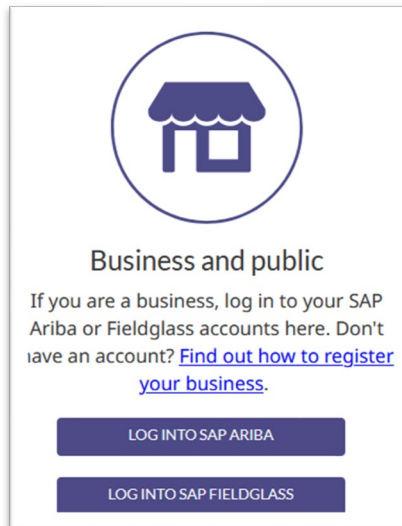 Business and public
If you are a business, log in to your SAP
Ariba or Fieldglass accounts here. Don't
have an account? Find out how to register
your business.
LOG INTO SAP ARIBA
LOG INTO SAP FIELDGLASS